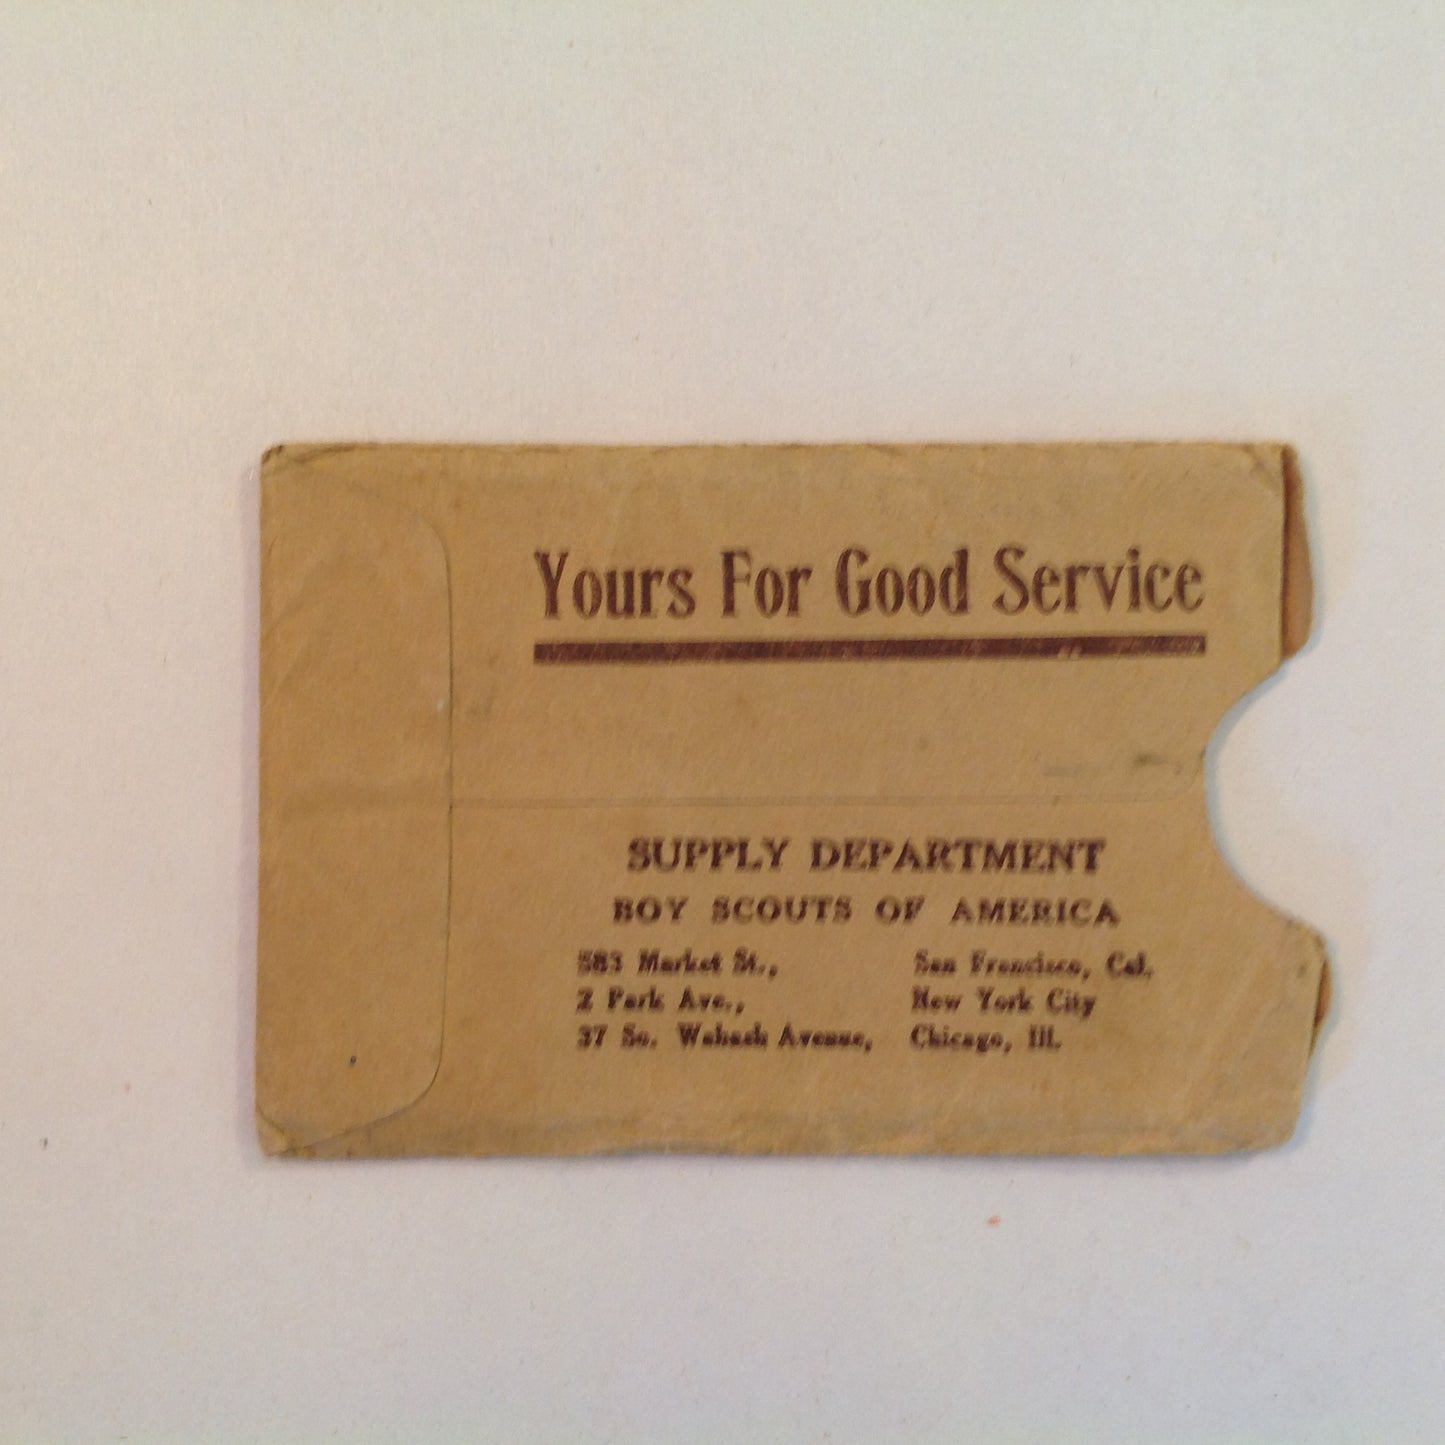 Yours For Good Service
SUPPLY DEPARTMENT
BOY SCOUTS OF AMERICA
583 Market St., San Francisco, Cal.
2 Park Ave., New York City
37 So. Wabash Avenue, Chicago, Ill.